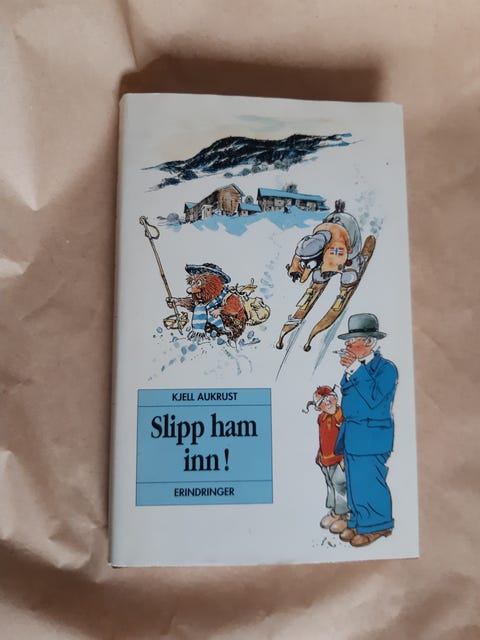 KJELL AUKRUST
Slipp ham
inn!
ERINDRINGER